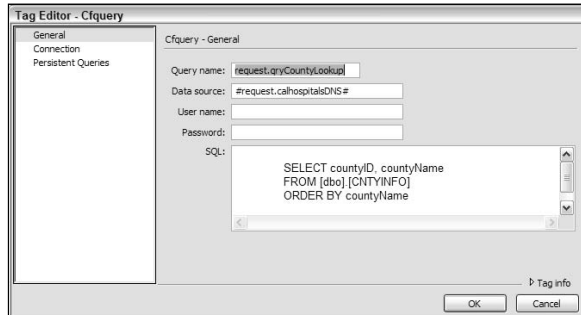 Tag Editor - Cfquery
General
Connection
Persistent Queries
Cfquery - General
Query name: request.qryCountyLookup
Data source: #request.calhospitalsDNS#
User name:
Password:
SQL:
SELECT countyID, countyName
FROM [dbo].[CNTYINFO]
ORDER BY countyName
Tag info
OK Cancel